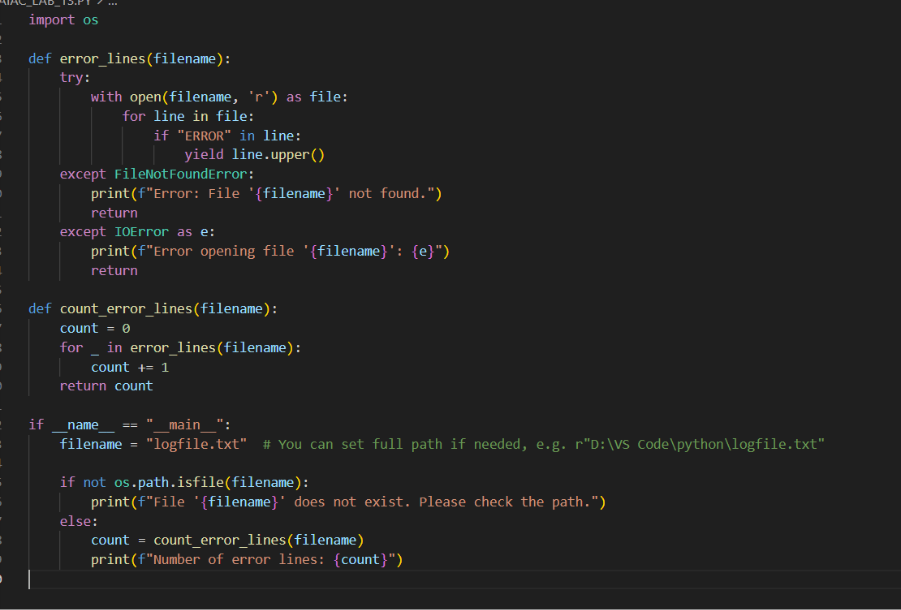 AIAC_LAB_13.PY > ...
import os
def error_lines(filename):
    try:
        with open(filename, 'r') as file:
            for line in file:
                if "ERROR" in line:
                    yield line.upper()
    except FileNotFoundError:
        print(f"Error: File '{filename}' not found.")
        return
    except IOError as e:
        print(f"Error opening file '{filename}': {e}")
        return
def count_error_lines(filename):
    count = 0
    for _ in error_lines(filename):
        count += 1
    return count
if __name__ == "__main__":
    filename = "logfile.txt"  # You can set full path if needed, e.g. r"D:\VS Code\python\logfile.txt"
    if not os.path.isfile(filename):
        print(f"File '{filename}' does not exist. Please check the path.")
    else:
        count = count_error_lines(filename)
        print(f"Number of error lines: {count}")